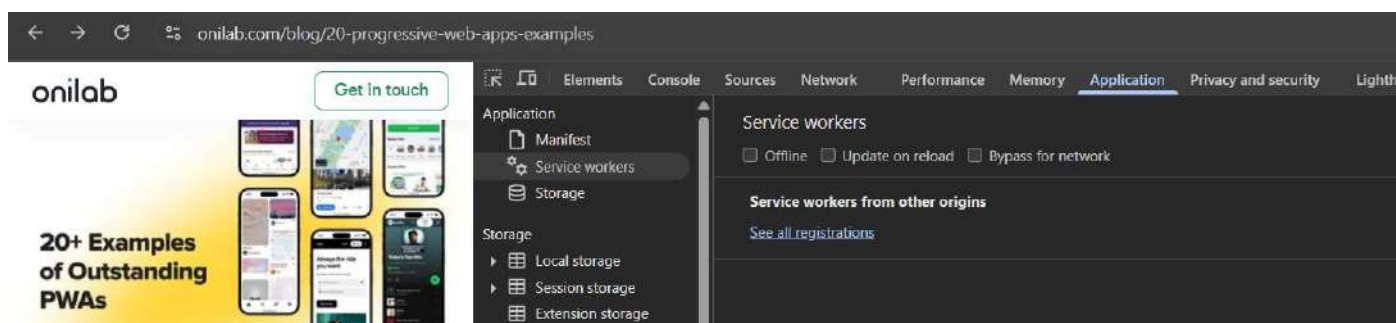 onilab.com/blog/20-progressive-web-apps-examples
onilab
Get in touch
20+ Examples
of Outstanding
PWAs
Elements Console Sources Network Performance Memory Application Privacy and security Lighth
Application
Manifest
Service workers
Storage
Storage
Local storage
Session storage
Extension storage
Service workers
Offline Update on reload Bypass for network
Service workers from other origins
See all registrations